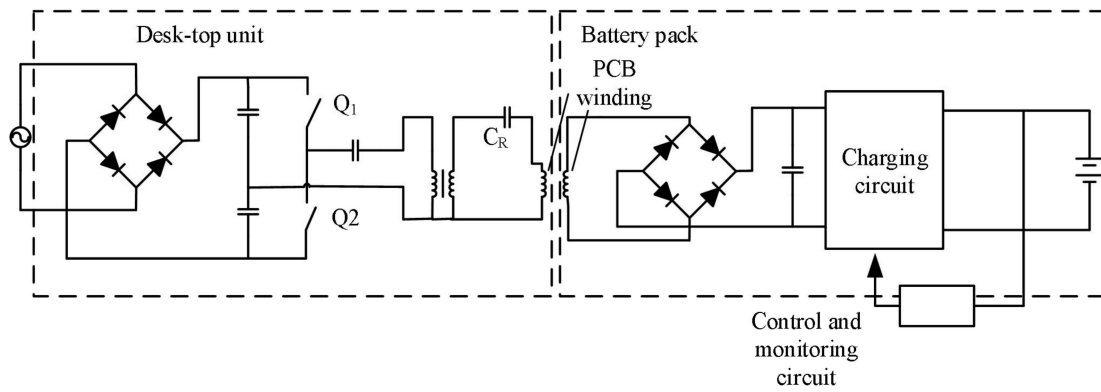 Desk-top unit
Battery pack
PCB
winding
Q1
CR
Q2
Charging
circuit
Control and
monitoring
circuit